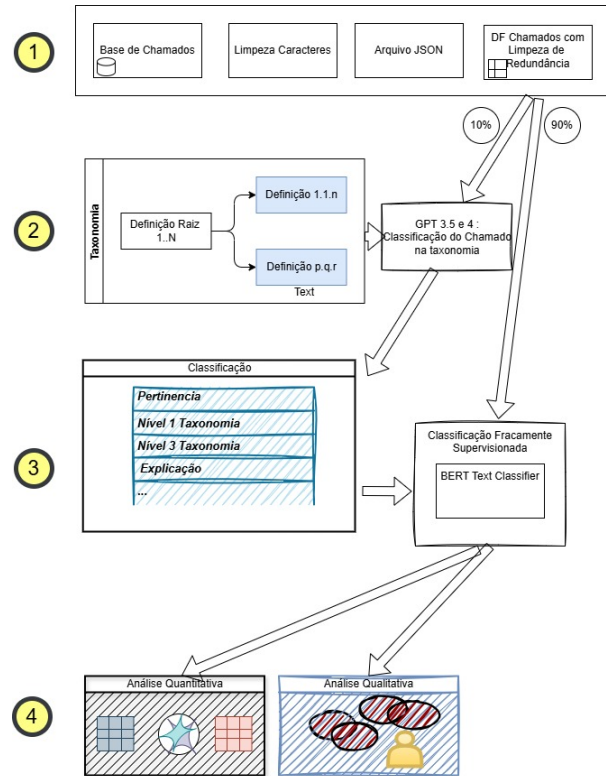 1
Base de Chamados
Limpeza Caracteres
Arquivo JSON
DF Chamados com
Limpeza de
Redundância
10%
90%
2
Taxonomia
Definição Raiz
1..N
Definição 1.1.n
Definição p.q.r
Text
GPT 3.5 e 4 :
Classificação do Chamado
na taxonomia
3
Classificação
Pertinencia
Nível 1 Taxonomia
Nível 3 Taxonomia
Explicação
...
Classificação Fracamente
Supervisionada
BERT Text Classifier
4
Análise Quantitativa
Análise Qualitativa